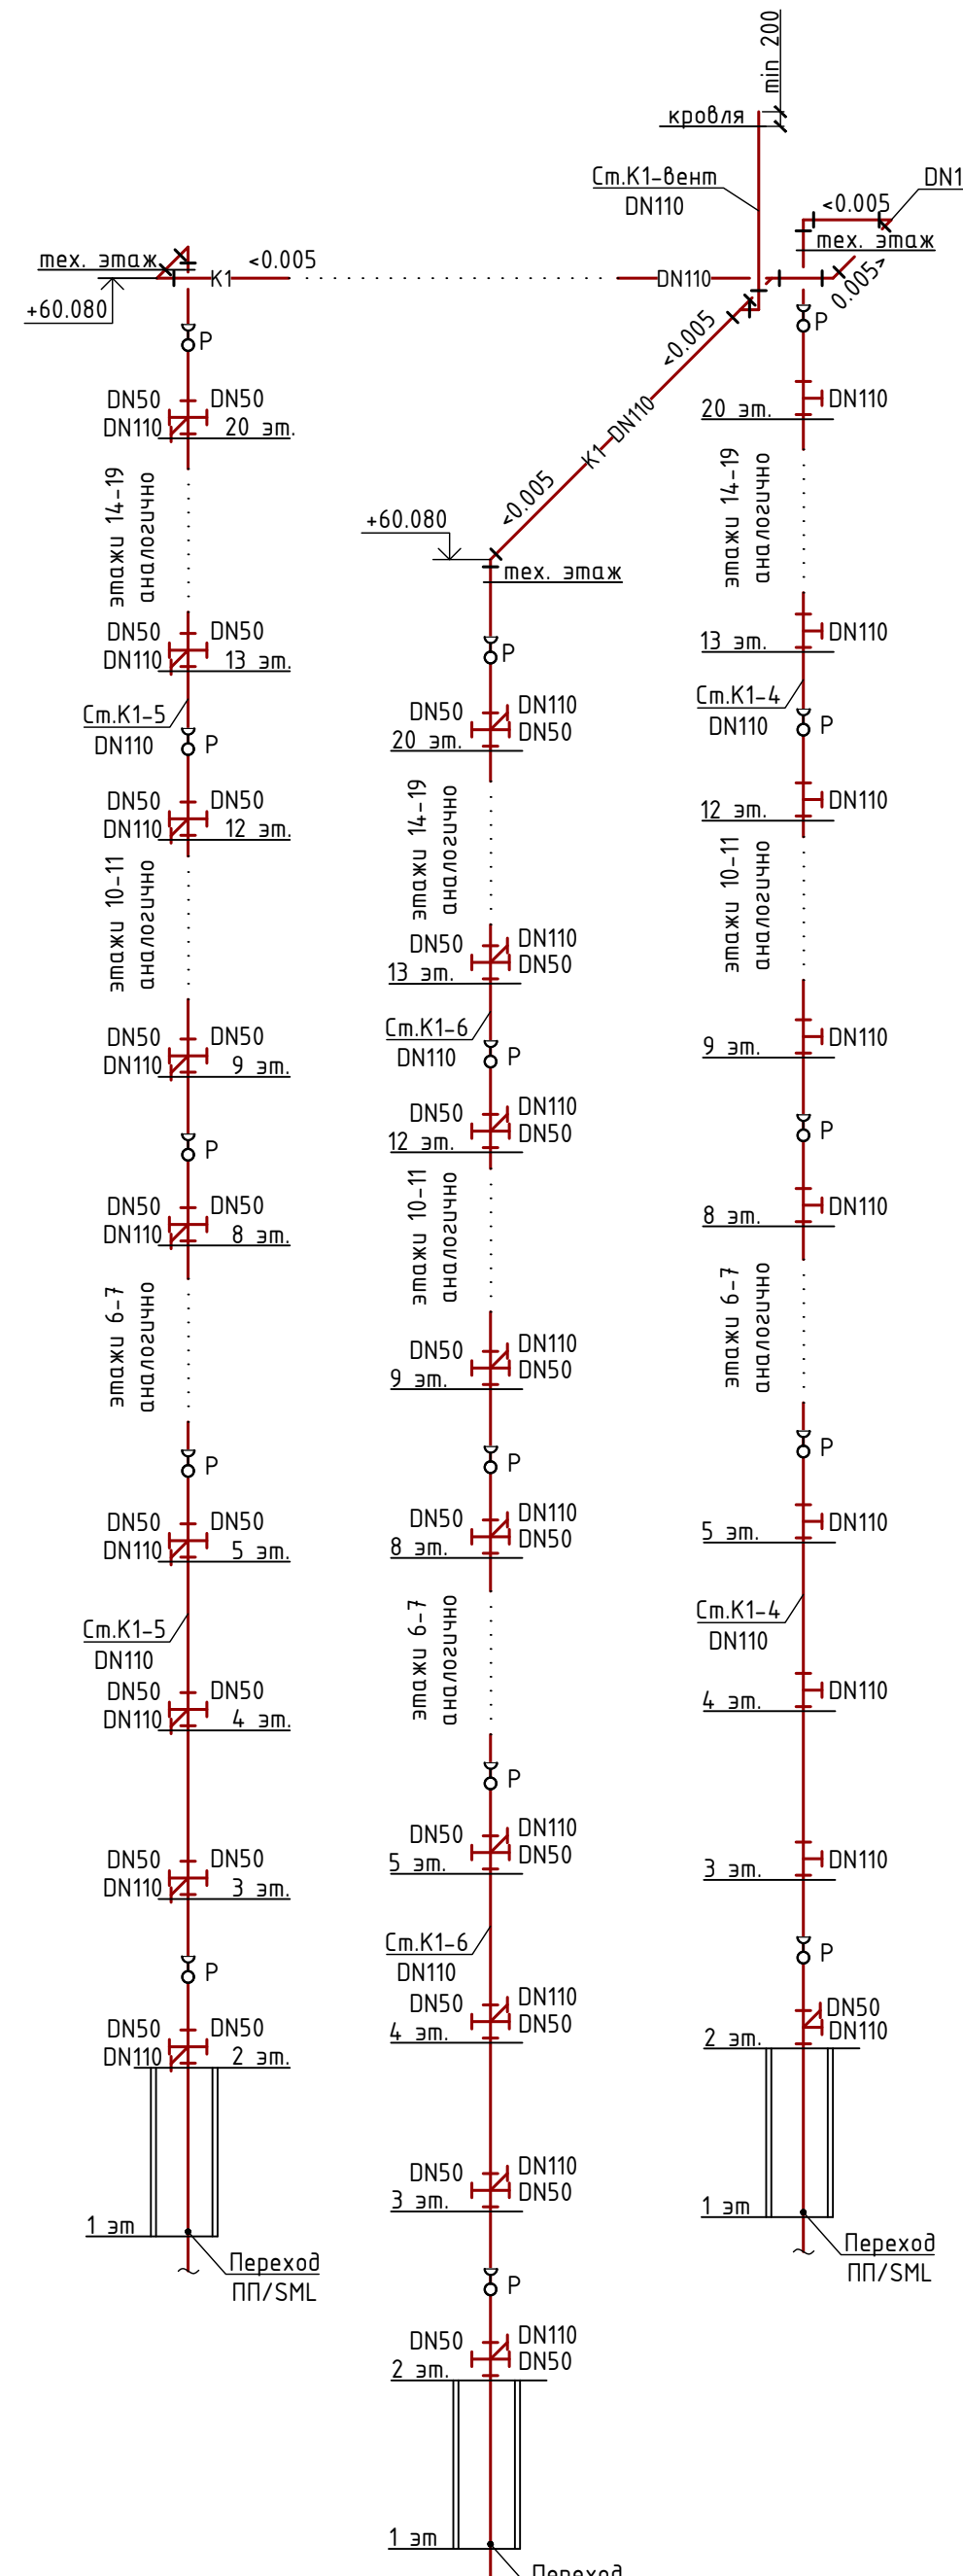 min 200
кровля
Ст.К1-вент
DN110
<0.005
DN1
тех. этаж
0.005>
тех. этаж
<0.005
К1
DN110
+60.080
<0.005
К1
DN110
<0.005
+60.080
тех. этаж
Р
DN50 DN50
DN110 20 эт.
этажи 14-19
аналогично
DN50 DN50
DN110 13 эт.
Ст.К1-5
DN110
Р
DN50 DN50
DN110 12 эт.
этажи 10-11
аналогично
DN50 DN50
DN110 9 эт.
Р
DN50 DN50
DN110 8 эт.
этажи 6-7
аналогично
Р
DN50 DN50
DN110 5 эт.
Ст.К1-5
DN110
DN50 DN50
DN110 4 эт.
DN50 DN50
DN110 3 эт.
Р
DN50 DN50
DN110 2 эт.
1 эт
Переход
ПП/SML
Р
DN50 DN110
20 эт. DN50
этажи 14-19
аналогично
DN50 DN110
13 эт. DN50
Ст.К1-6
DN110
Р
DN50 DN110
12 эт. DN50
этажи 10-11
аналогично
DN50 DN110
9 эт. DN50
Р
DN50 DN110
8 эт. DN50
этажи 6-7
аналогично
Р
DN50 DN110
5 эт. DN50
Ст.К1-6
DN110
DN50 DN110
4 эт. DN50
DN50 DN110
3 эт. DN50
Р
DN50 DN110
2 эт. DN50
1 эт
Переход
Р
20 эт. DN110
этажи 14-19
аналогично
13 эт. DN110
Ст.К1-4
DN110
Р
12 эт. DN110
этажи 10-11
аналогично
9 эт. DN110
Р
8 эт. DN110
этажи 6-7
аналогично
Р
5 эт. DN110
Ст.К1-4
DN110
4 эт. DN110
3 эт. DN110
Р
DN50
2 эт. DN110
1 эт
Переход
ПП/SML